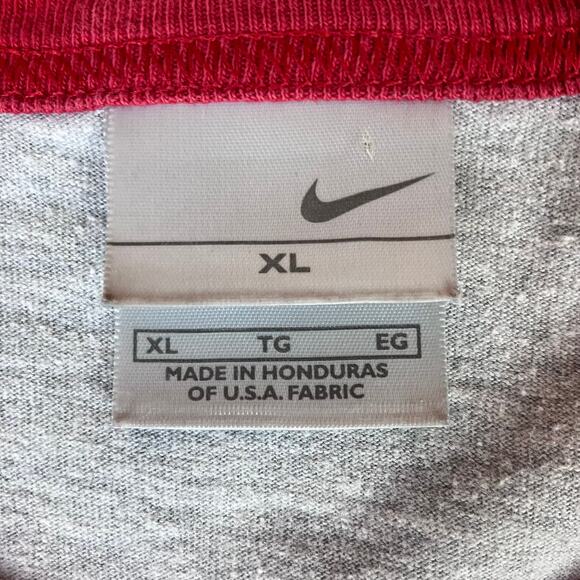 XL
XL TG EG
MADE IN HONDURAS
OF U.S.A. FABRIC